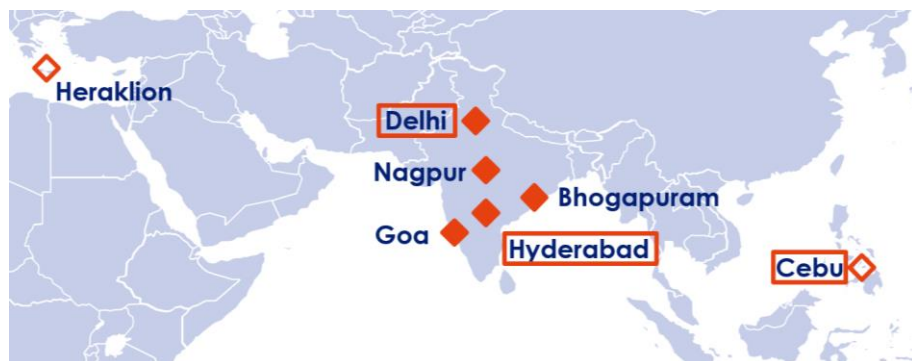 Heraklion
Delhi
Nagpur
Bhogapuram
Goa
Hyderabad
Cebu